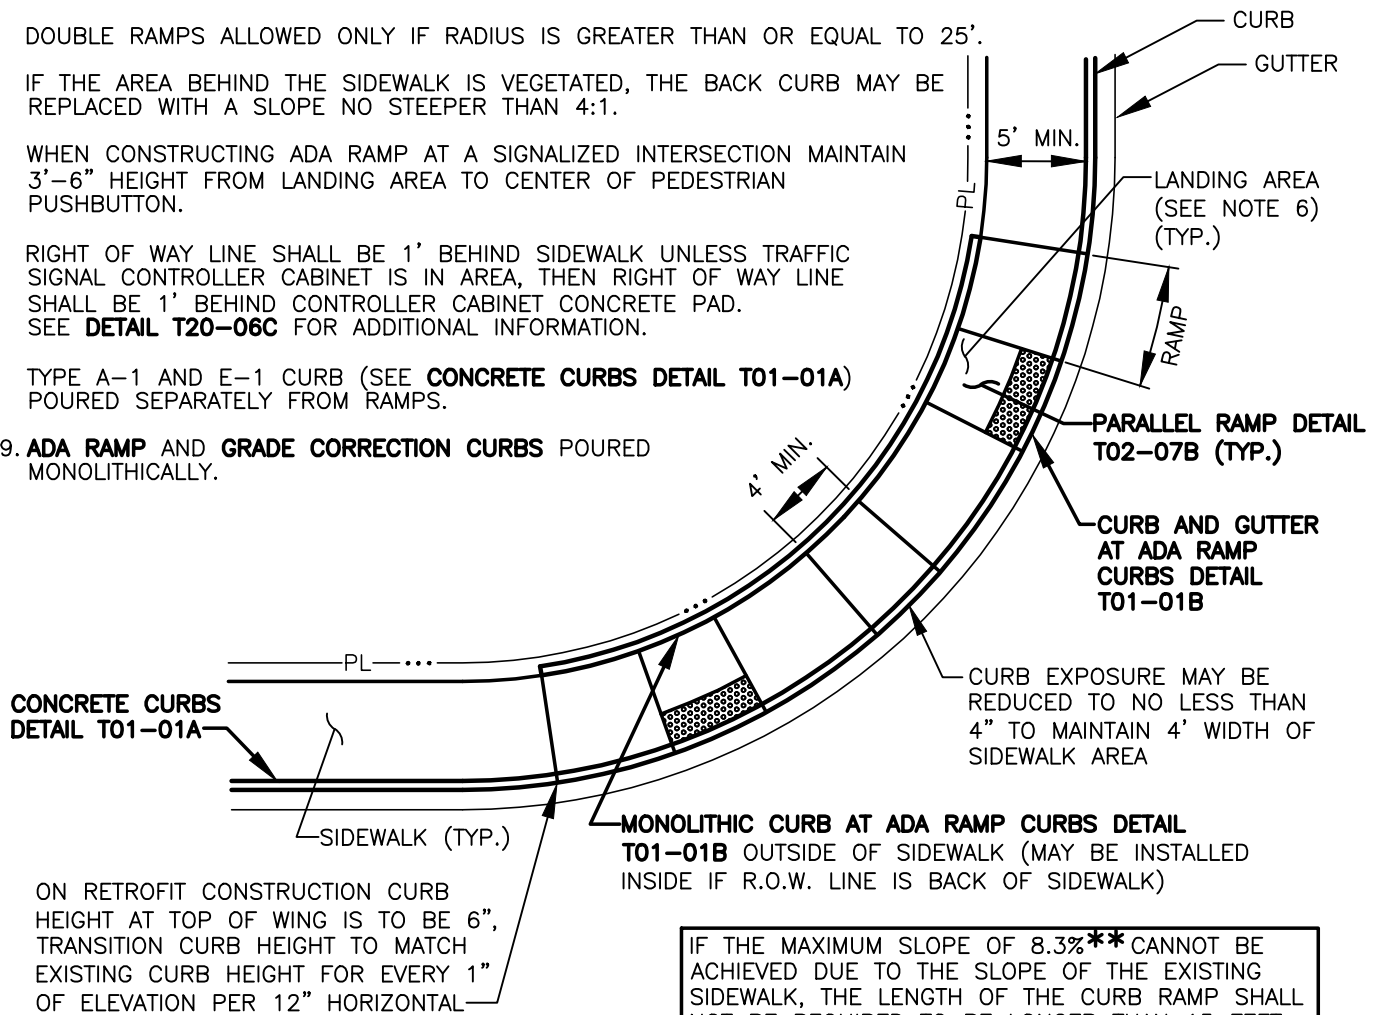 DOUBLE RAMPS ALLOWED ONLY IF RADIUS IS GREATER THAN OR EQUAL TO 25'.
IF THE AREA BEHIND THE SIDEWALK IS VEGETATED, THE BACK CURB MAY BE
REPLACED WITH A SLOPE NO STEEPER THAN 4:1.
WHEN CONSTRUCTING ADA RAMP AT A SIGNALIZED INTERSECTION MAINTAIN
3'-6" HEIGHT FROM LANDING AREA TO CENTER OF PEDESTRIAN
PUSHBUTTON.
RIGHT OF WAY LINE SHALL BE 1' BEHIND SIDEWALK UNLESS TRAFFIC
SIGNAL CONTROLLER CABINET IS IN AREA, THEN RIGHT OF WAY LINE
SHALL BE 1' BEHIND CONTROLLER CABINET CONCRETE PAD.
SEE DETAIL T20-06C FOR ADDITIONAL INFORMATION.
TYPE A-1 AND E-1 CURB (SEE CONCRETE CURBS DETAIL T01-01A)
POURED SEPARATELY FROM RAMPS.
9. ADA RAMP AND GRADE CORRECTION CURBS POURED
MONOLITHICALLY.
CURB
GUTTER
5' MIN.
PL
LANDING AREA
(SEE NOTE 6)
(TYP.)
RAMP
PARALLEL RAMP DETAIL
T02-07B (TYP.)
4' MIN.
CURB AND GUTTER
AT ADA RAMP
CURBS DETAIL
T01-01B
PL
CURB EXPOSURE MAY BE
REDUCED TO NO LESS THAN
4" TO MAINTAIN 4' WIDTH OF
SIDEWALK AREA
CONCRETE CURBS
DETAIL T01-01A
SIDEWALK (TYP.)
MONOLITHIC CURB AT ADA RAMP CURBS DETAIL
T01-01B OUTSIDE OF SIDEWALK (MAY BE INSTALLED
INSIDE IF R.O.W. LINE IS BACK OF SIDEWALK)
ON RETROFIT CONSTRUCTION CURB
HEIGHT AT TOP OF WING IS TO BE 6",
TRANSITION CURB HEIGHT TO MATCH
EXISTING CURB HEIGHT FOR EVERY 1"
OF ELEVATION PER 12" HORIZONTAL
IF THE MAXIMUM SLOPE OF 8.3%** CANNOT BE
ACHIEVED DUE TO THE SLOPE OF THE EXISTING
SIDEWALK, THE LENGTH OF THE CURB RAMP SHALL
NOT BE REQUIRED TO BE LONGER THAN 15 FEET